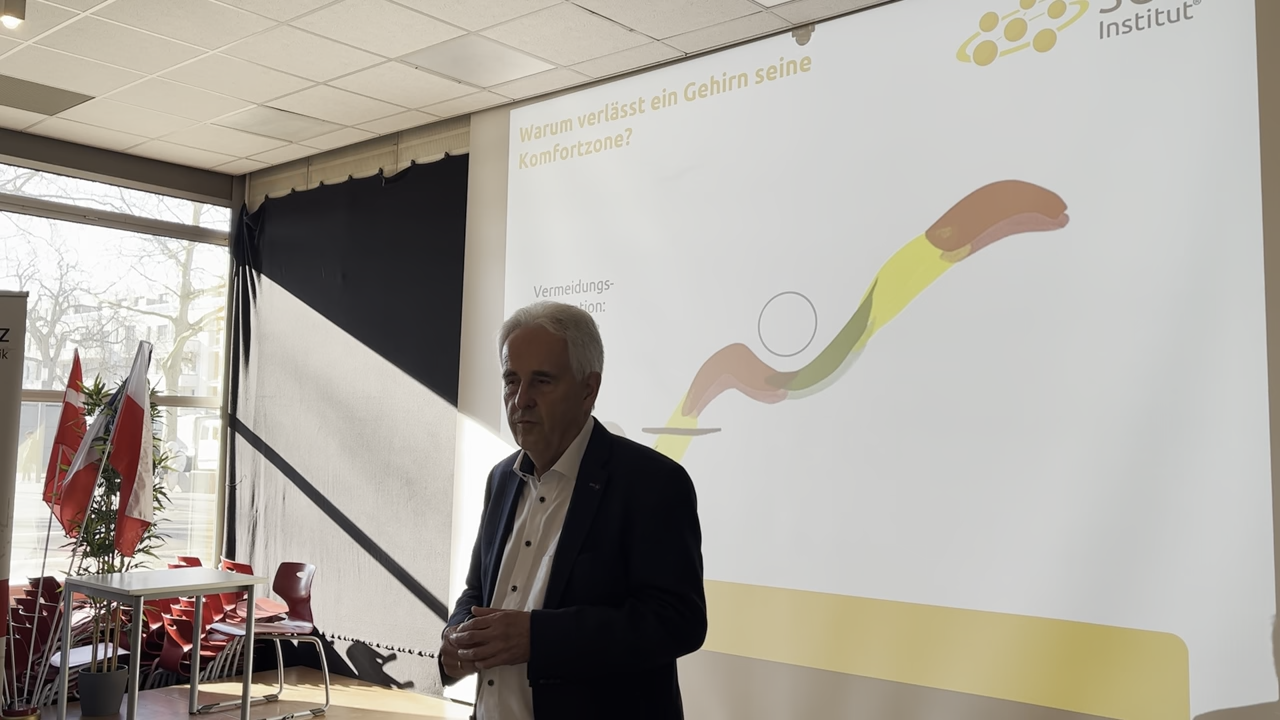 Institut®
Warum verlässt ein Gehirn seine
Komfortzone?
Vermeidungs-